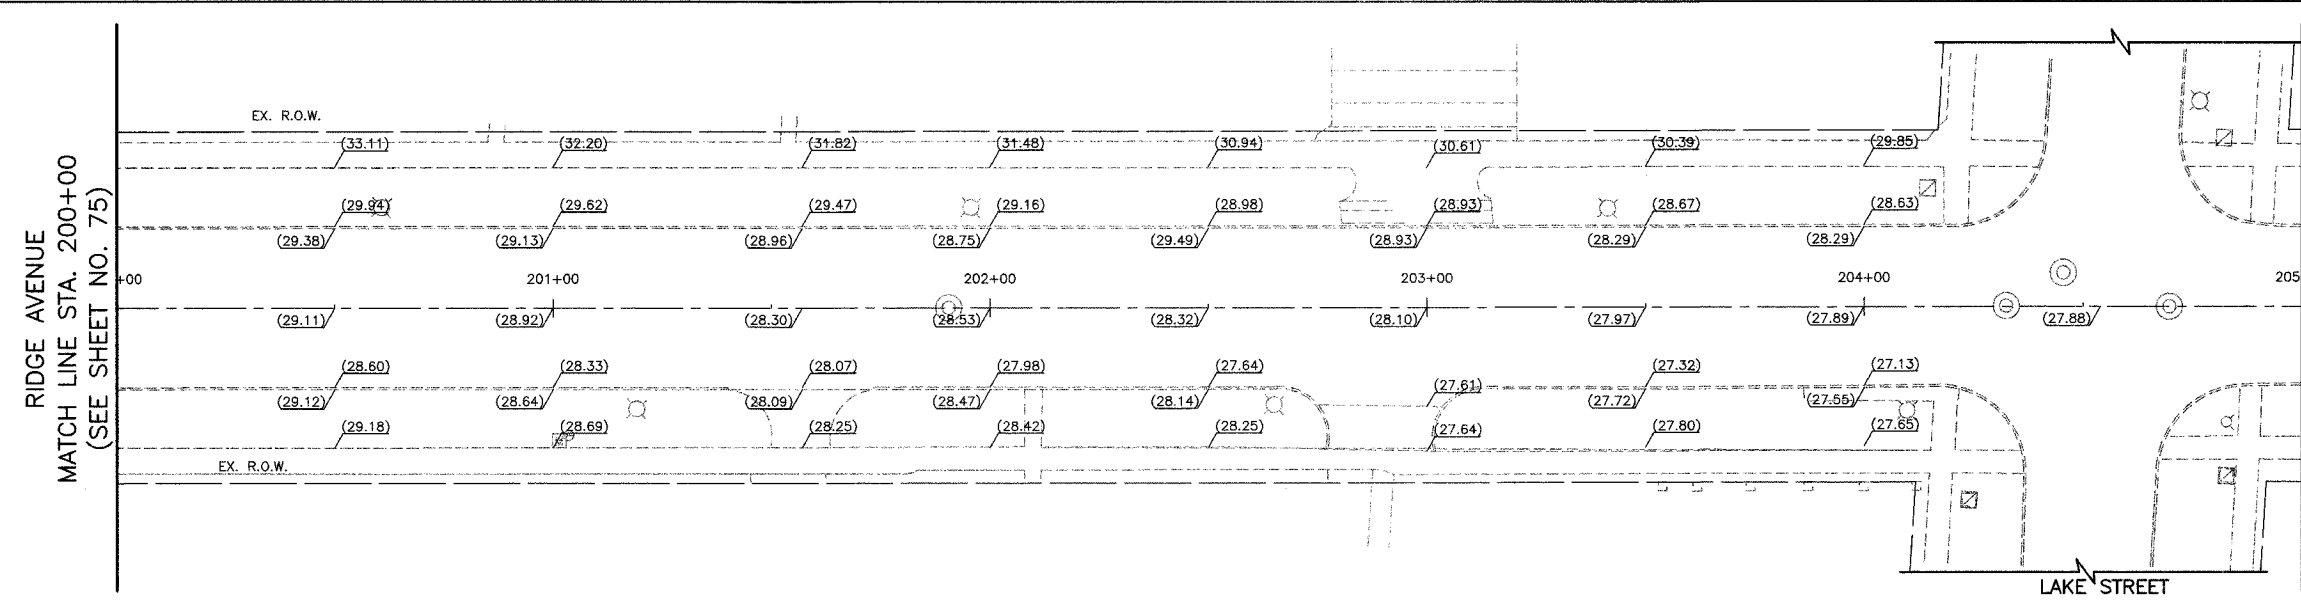 RIDGE AVENUE
MATCH LINE STA. 200+00
(SEE SHEET NO. 75)
EX. R.O.W.
(33.11) (32.20) (31.82) (31.48) (30.94) (30.61) (30.39) (29.85)
(29.94) (29.62) (29.47) (29.16) (28.98) (28.93) (28.67) (28.63)
(29.38) (29.13) (28.96) (28.75) (29.49) (28.93) (28.29) (28.29)
+00 201+00 202+00 203+00 204+00 205
(29.11) (28.92) (28.30) (28.53) (28.32) (28.10) (27.97) (27.89) (27.88)
(28.60) (28.33) (28.07) (27.98) (27.64) (27.61) (27.32) (27.13)
(29.12) (28.64) (28.09) (28.47) (28.14) (27.72) (27.55)
(29.18) (28.69) (28.25) (28.42) (28.25) (27.64) (27.80) (27.65)
EX. R.O.W.
LAKE STREET